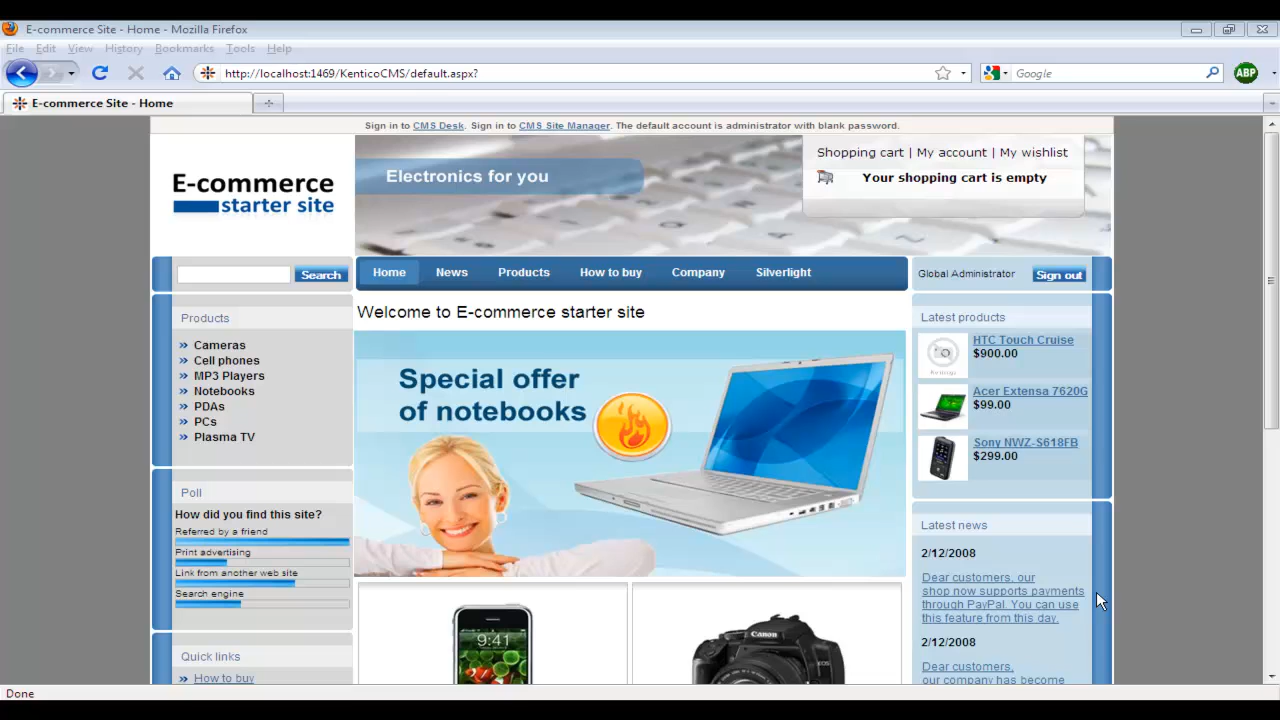 E-commerce Site - Home - Mozilla Firefox
File Edit View History Bookmarks Tools Help
http://localhost:1469/KenticoCMS/default.aspx?
Google
ABP
E-commerce Site - Home
Sign in to CMS Desk. Sign in to CMS Site Manager. The default account is administrator with blank password.
E-commerce
starter site
Electronics for you
Shopping cart | My account | My wishlist
Your shopping cart is empty
Search
Home News Products How to buy Company Silverlight
Global Administrator Sign out
Products
Cameras
Cell phones
MP3 Players
Notebooks
PDAs
PCs
Plasma TV
Poll
How did you find this site?
Referred by a friend
Print advertising
Link from another web site
Search engine
Quick links
How to buy
Welcome to E-commerce starter site
Special offer
of notebooks
9:41
Canon
EOS
Latest products
HTC Touch Cruise
$900.00
Acer Extensa 7620G
$99.00
Sony NWZ-S618FB
$299.00
Latest news
2/12/2008
Dear customers, our
shop now supports payments
through PayPal. You can use
this feature from this day.
2/12/2008
Dear customers,
our company has become
Done